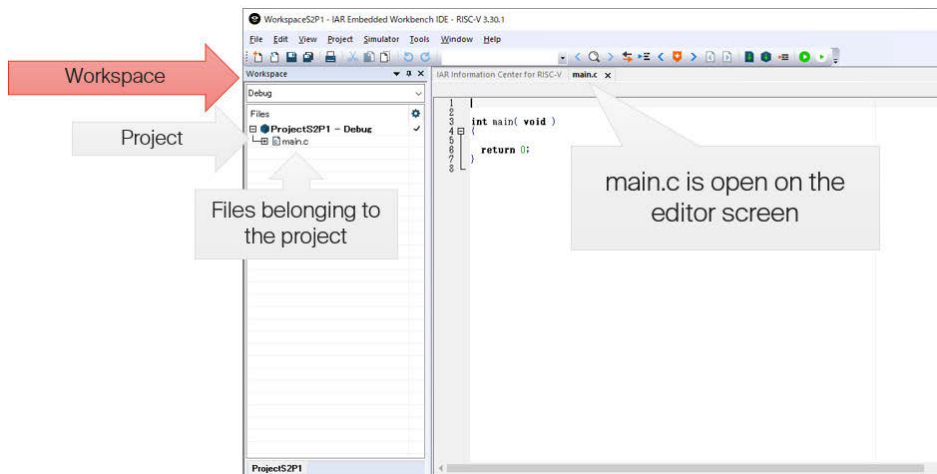 WorkspaceS2P1 - IAR Embedded Workbench IDE - RISC-V 3.30.1
File Edit View Project Simulator Tools Window Help
Workspace
IAR Information Center for RISC-V main.c x
Workspace
Debug
Files
Project
ProjectS2P1 - Debug
main.c
Files belonging to
the project
1
2
3 int main( void )
4 {
5
6 return 0;
7 }
8
main.c is open on the
editor screen
ProjectS2P1